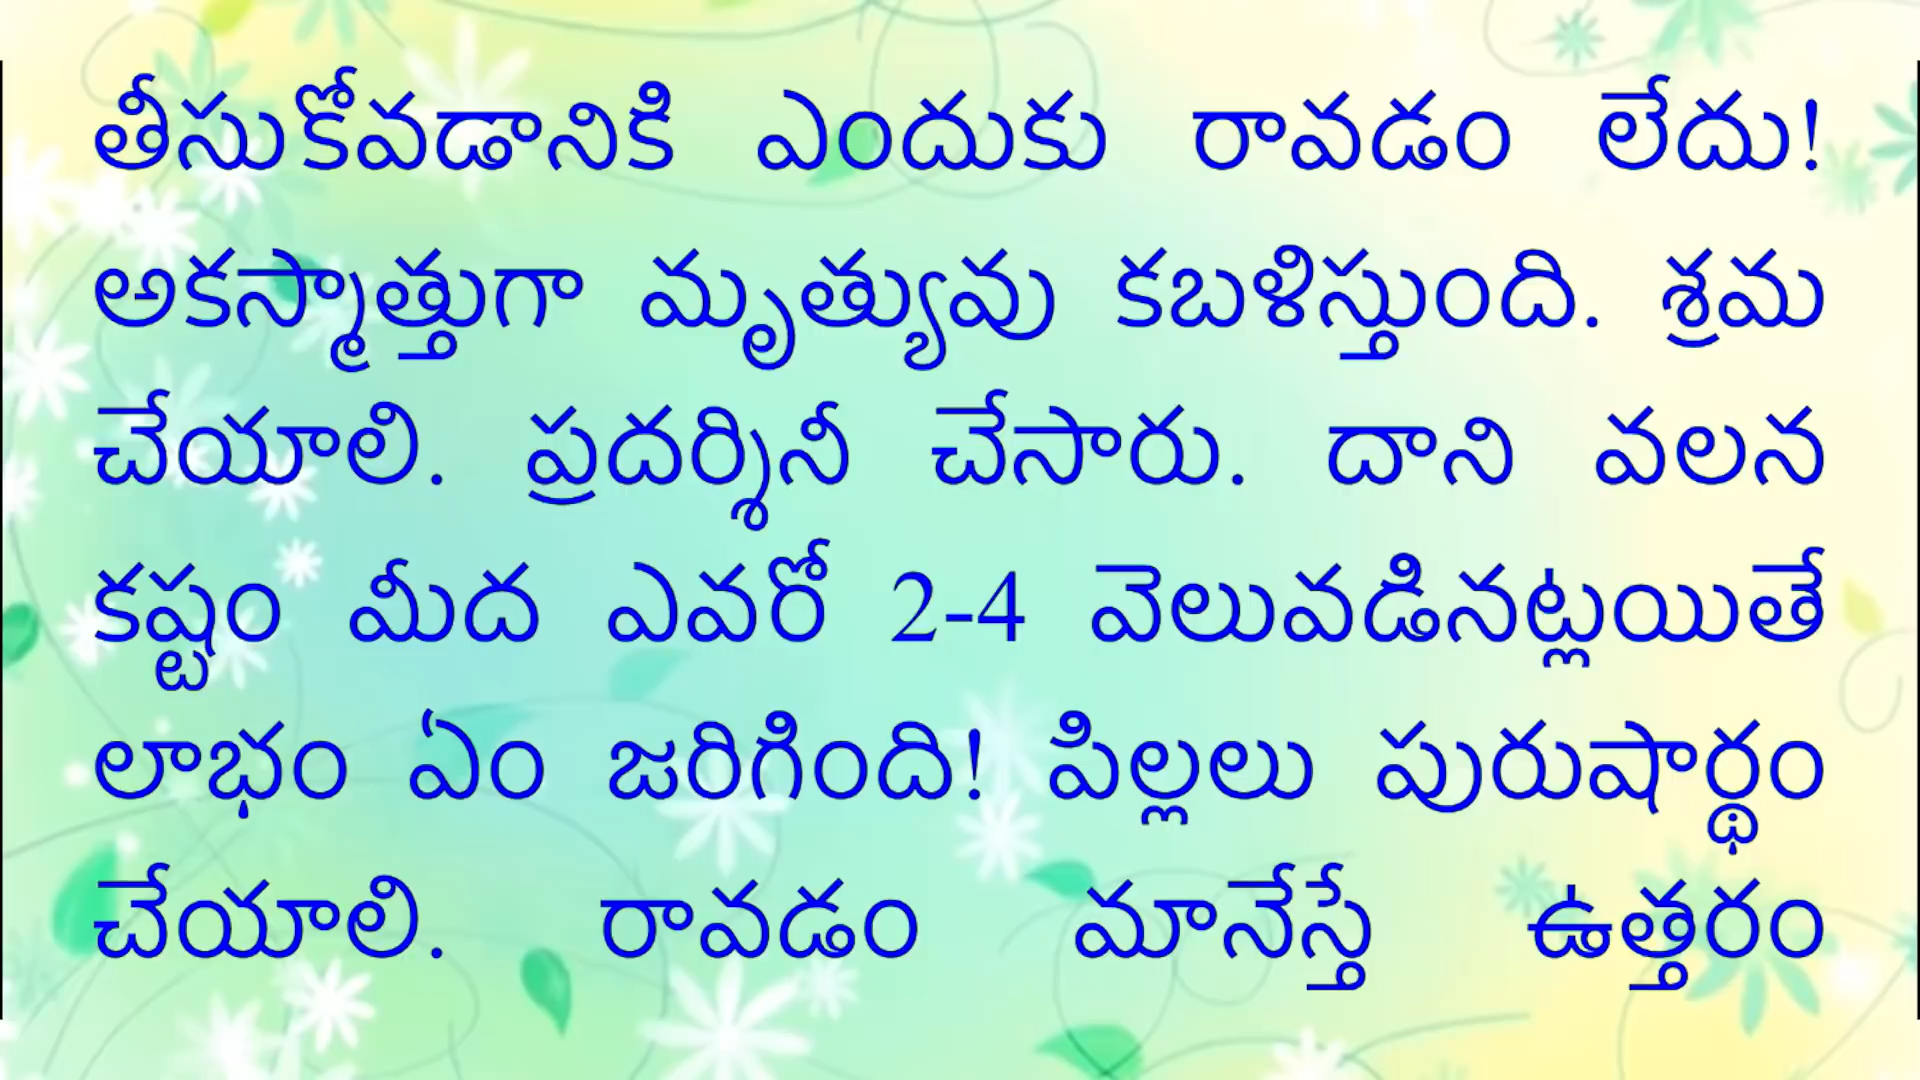 తీసుకోవడానికి ఎందుకు రావడం లేదు!
అకస్మాత్తుగా మృత్యువు కబళిస్తుంది. శ్రమ
చేయాలి. ప్రదర్శినీ చేసారు. దాని వలన
కష్టం మీద ఎవరో 2-4 వెలువడినట్లయితే
లాభం ఏం జరిగింది! పిల్లలు పురుషార్థం
చేయాలి. రావడం మానేస్తే ఉత్తరం